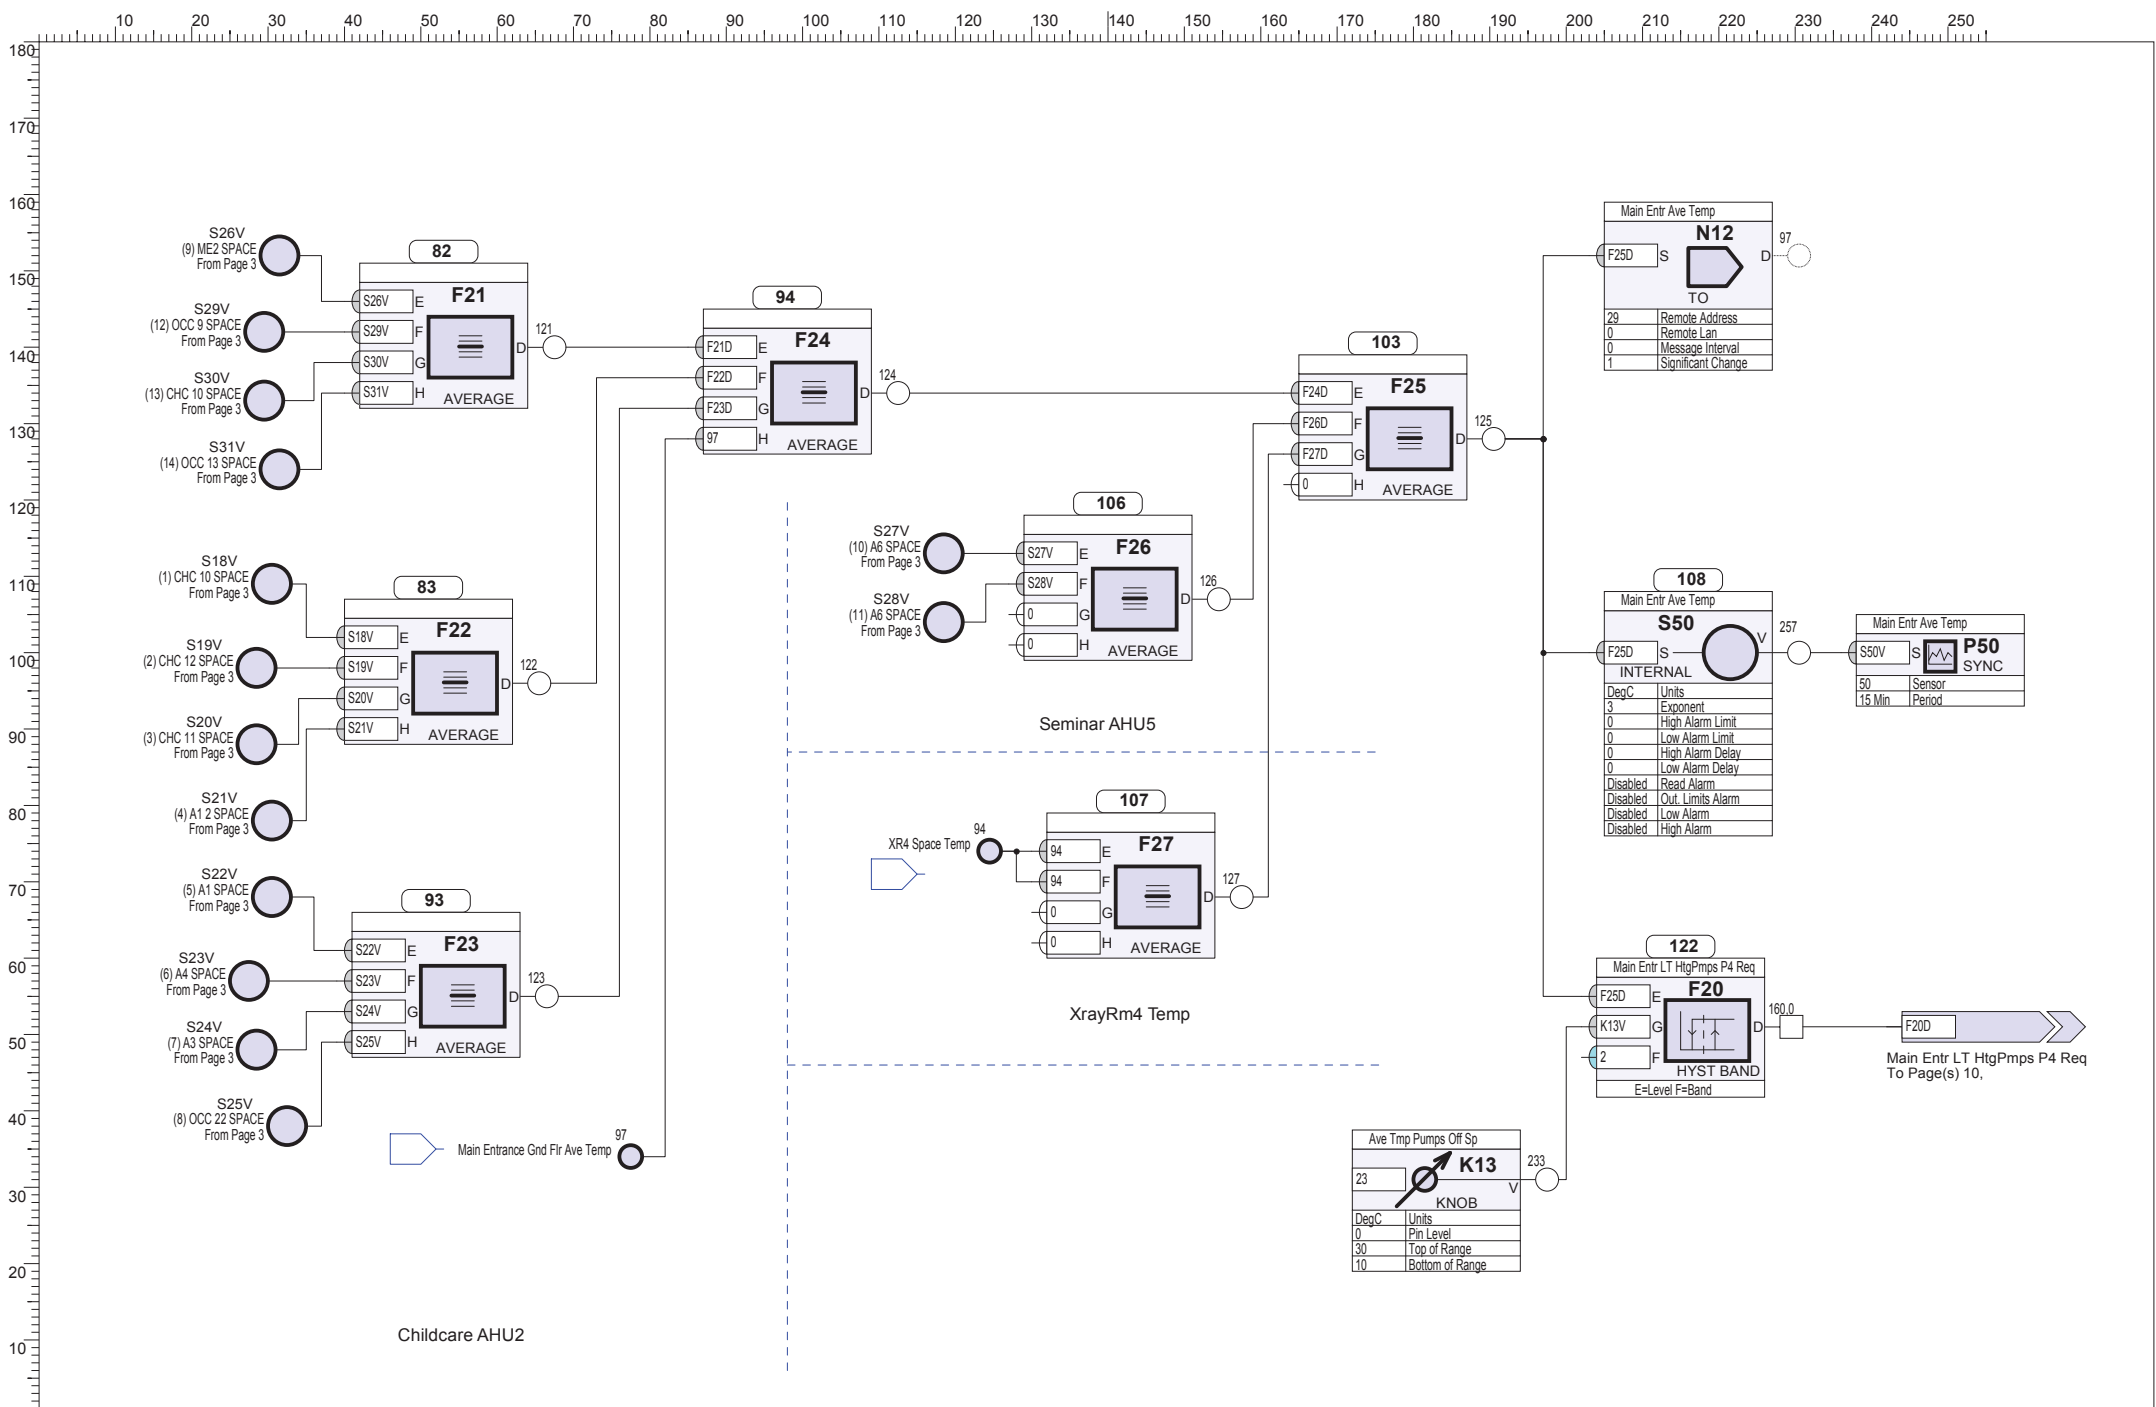 10 20 30 40 50 60 70 80 90 100 110 120 130 140 150 160 170 180 190 200 210 220 230 240 250
180
170
160
150
140
130
120
110
100
90
80
70
60
50
40
30
20
10
S26V
(9) ME2 SPACE
From Page 3
S29V
(12) OCC 9 SPACE
From Page 3
S30V
(13) CHC 10 SPACE
From Page 3
S31V
(14) OCC 13 SPACE
From Page 3
82
F21
S26V E
S29V F
S30V G
S31V H
D
121
AVERAGE
S18V
(1) CHC 10 SPACE
From Page 3
S19V
(2) CHC 12 SPACE
From Page 3
S20V
(3) CHC 11 SPACE
From Page 3
S21V
(4) A1 2 SPACE
From Page 3
83
F22
S18V E
S19V F
S20V G
S21V H
D
122
AVERAGE
S22V
(5) A1 SPACE
From Page 3
S23V
(6) A4 SPACE
From Page 3
S24V
(7) A3 SPACE
From Page 3
S25V
(8) OCC 22 SPACE
From Page 3
93
F23
S22V E
S23V F
S24V G
S25V H
D
123
AVERAGE
Main Entrance Gnd Flr Ave Temp
97
Childcare AHU2
94
F24
F21D E
F22D F
F23D G
97 H
D
124
AVERAGE
S27V
(10) A6 SPACE
From Page 3
S28V
(11) A6 SPACE
From Page 3
106
F26
S27V E
S28V F
0 G
0 H
D
126
AVERAGE
Seminar AHU5
XR4 Space Temp
94
107
F27
94 E
94 F
0 G
0 H
D
127
AVERAGE
XrayRm4 Temp
103
F25
F24D E
F26D F
F27D G
0 H
D
125
AVERAGE
Main Entr Ave Temp
N12
F25D S
D
97
TO
29 Remote Address
0 Remote Lan
0 Message Interval
1 Significant Change
108
Main Entr Ave Temp
S50
F25D S
V
257
INTERNAL
DegC Units
3 Exponent
0 High Alarm Limit
0 Low Alarm Limit
0 High Alarm Delay
0 Low Alarm Delay
Disabled Read Alarm
Disabled Out. Limits Alarm
Disabled Low Alarm
Disabled High Alarm
Main Entr Ave Temp
S50V S
P50
SYNC
50 Sensor
15 Min Period
122
Main Entr LT HtgPmps P4 Req
F20
F25D E
K13V G
2 F
D
160,0
HYST BAND
E=Level F=Band
F20D
Main Entr LT HtgPmps P4 Req
To Page(s) 10,
Ave Tmp Pumps Off Sp
K13
23
V
233
KNOB
DegC Units
0 Pin Level
30 Top of Range
10 Bottom of Range